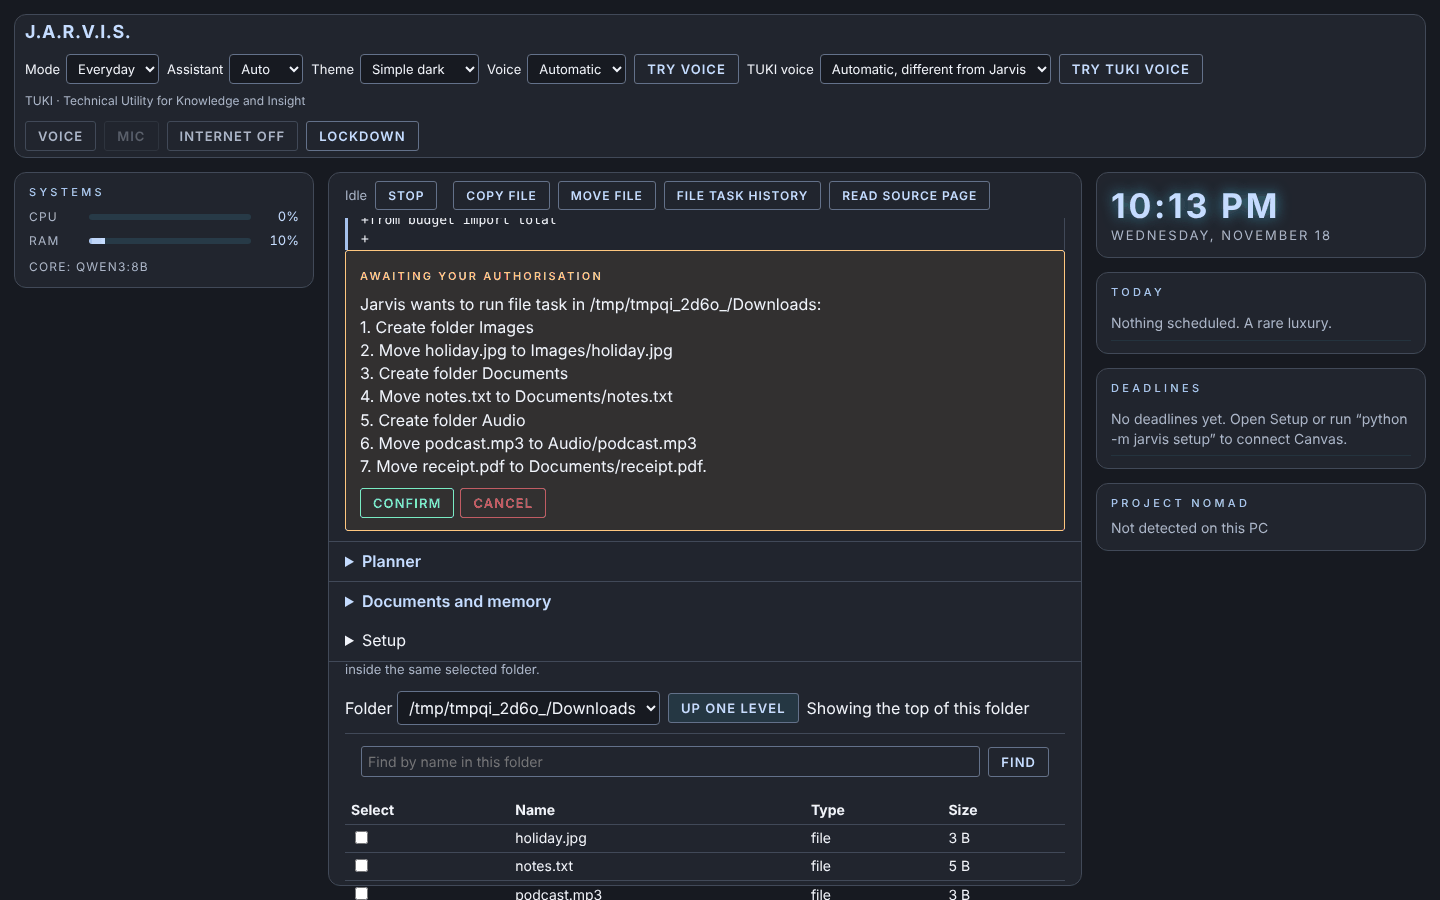 J.A.R.V.I.S.
Mode Everyday Assistant Auto Theme Simple dark Voice Automatic TRY VOICE TUKI voice Automatic, different from Jarvis TRY TUKI VOICE
TUKI · Technical Utility for Knowledge and Insight
VOICE MIC INTERNET OFF LOCKDOWN
SYSTEMS
CPU 0%
RAM 10%
CORE: QWEN3:8B
Idle STOP COPY FILE MOVE FILE FILE TASK HISTORY READ SOURCE PAGE
+from budget import total
+
AWAITING YOUR AUTHORISATION
Jarvis wants to run file task in /tmp/tmpqi_2d6o_/Downloads:
1. Create folder Images
2. Move holiday.jpg to Images/holiday.jpg
3. Create folder Documents
4. Move notes.txt to Documents/notes.txt
5. Create folder Audio
6. Move podcast.mp3 to Audio/podcast.mp3
7. Move receipt.pdf to Documents/receipt.pdf.
CONFIRM CANCEL
Planner
Documents and memory
Setup
inside the same selected folder.
Folder /tmp/tmpqi_2d6o_/Downloads UP ONE LEVEL Showing the top of this folder
Find by name in this folder FIND
Select Name Type Size
holiday.jpg file 3 B
notes.txt file 5 B
podcast.mp3 file 3 B
10:13 PM
WEDNESDAY, NOVEMBER 18
TODAY
Nothing scheduled. A rare luxury.
DEADLINES
No deadlines yet. Open Setup or run “python
-m jarvis setup” to connect Canvas.
PROJECT NOMAD
Not detected on this PC